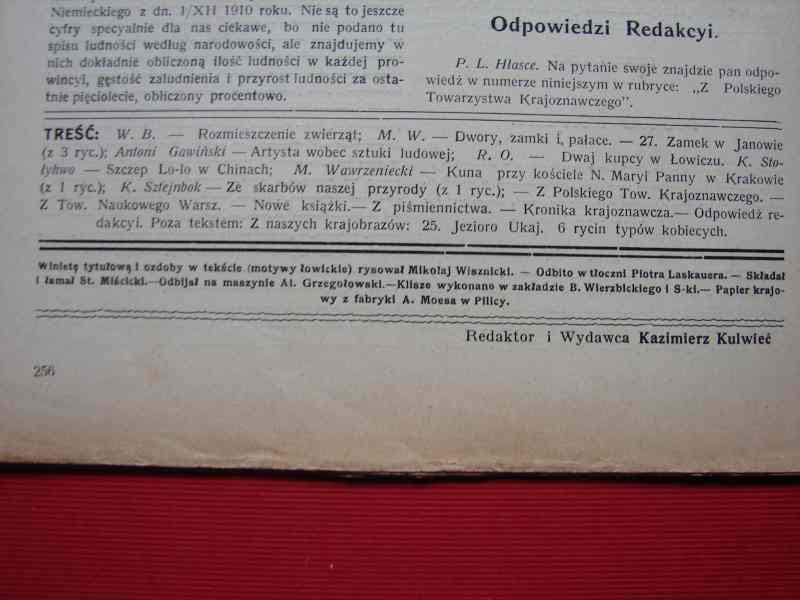 Niemieckiego z dn. 1/XII 1910 roku. Nie są to jeszcze
cyfry specyalnie dla nas ciekawe, bo nie podano tu
spisu ludności według narodowości, ale znajdujemy w
nich dokładnie obliczoną ilość ludności w każdej pro-
wincyi, gęstość zaludnienia i przyrost ludności za osta-
tnie pięciolecie, obliczony procentowo.
Odpowiedzi Redakcyi.
P. L. Hlasce. Na pytanie swoje znajdzie pan odpo-
wiedź w numerze niniejszym w rubryce: „Z Polskiego
Towarzystwa Krajoznawczego”.
TREŚĆ: W. B. — Rozmieszczenie zwierząt; M. W. — Dwory, zamki i, pałace. — 27. Zamek w Janowie
(z 3 ryc.); Antoni Gawiński — Artysta wobec sztuki ludowej; R. O. — Dwaj kupcy w Łowiczu. K. Sto-
łyhwo — Szczep Lo-lo w Chinach; M. Wawrzeniecki — Kuna przy kościele N. Maryi Panny w Krakowie
(z 1 ryc.); K. Sztejnbok — Ze skarbów naszej przyrody (z 1 ryc.); — Z Polskiego Tow. Krajoznawczego. —
Z Tow. Naukowego Warsz. — Nowe książki.— Z piśmiennictwa. — Kronika krajoznawcza.— Odpowiedź re-
dakcyi. Poza tekstem: Z naszych krajobrazów: 25. Jezioro Ukaj. 6 rycin typów kobiecych.
Winietę tytułową i ozdoby w tekście (motywy łowickie) rysował Mikołaj Wisznicki. — Odbito w tłoczni Piotra Laskauera. — Składał
i łamał St. Miścicki.—Odbijał na maszynie Al. Grzegołowski.—Klisze wykonano w zakładzie B. Wierzbickiego i S-ki.— Papier krajo-
wy z fabryki A. Moesa w Pilicy.
Redaktor i Wydawca Kazimierz Kulwieć
256